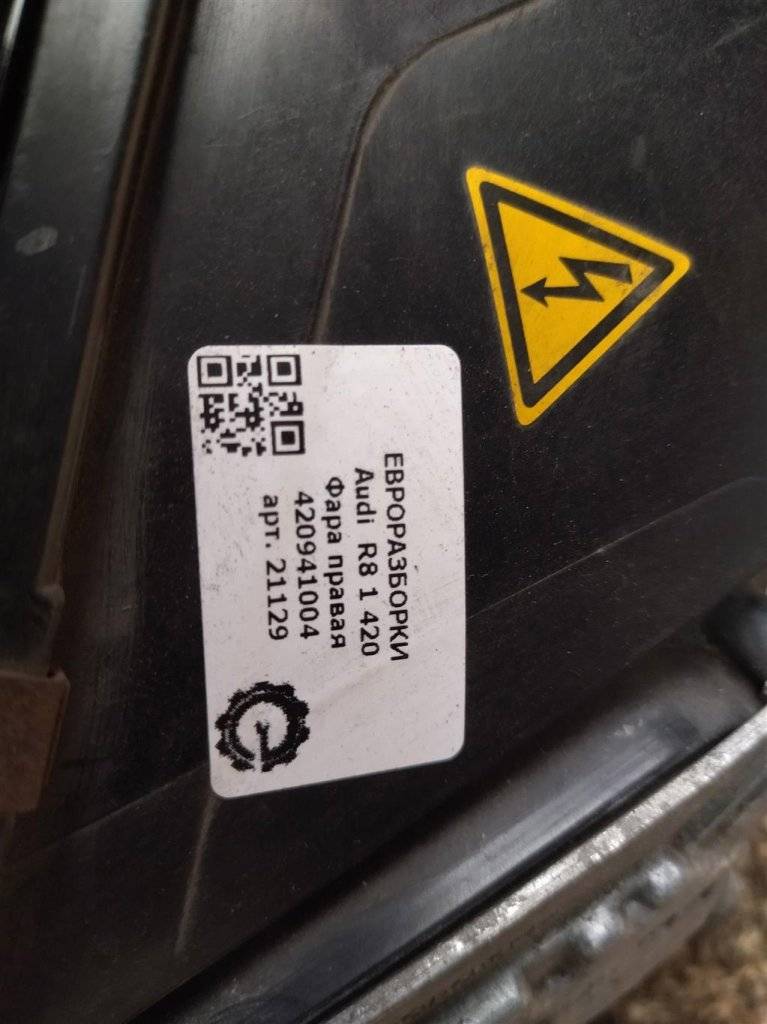 ЕВРОРАЗБОРКИ
Audi R8 1 420
Фара правая
420941004
арт. 21129